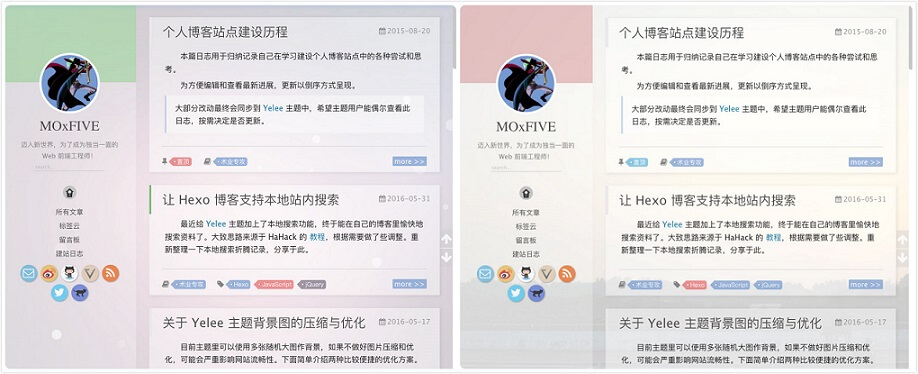 MOxFIVE
迈入新世界，为了成为独当一面的
Web 前端工程师！
search...
所有文章
标签云
留言板
建站日志
个人博客站点建设历程
2015-08-20
本篇日志用于归纳记录自己在学习建设个人博客站点中的各种尝试和思
考。
为方便编辑和查看最新进展，更新以倒序方式呈现。
大部分改动最终会同步到 Yelee 主题中，希望主题用户能偶尔查看此
日志，按需决定是否更新。
置顶 术业专攻 more >>
让 Hexo 博客支持本地站内搜索
2016-05-31
最近给 Yelee 主题加上了本地搜索功能，终于能在自己的博客里愉快地
搜索资料了。大致思路来源于 HaHack 的 教程，根据需要做了些调整。重
新整理一下本地搜索折腾记录，分享于此。
术业专攻 Hexo JavaScript jQuery more >>
关于 Yelee 主题背景图的压缩与优化
2016-05-17
目前主题里可以使用多张随机大图作背景，如果不做好图片压缩和优
化，可能会严重影响网站流畅性。下面简单介绍两种比较便捷的优化方案。
MOxFIVE
迈入新世界，为了成为独当一面的
Web 前端工程师！
search...
所有文章
标签云
留言板
建站日志
个人博客站点建设历程
2015-08-20
本篇日志用于归纳记录自己在学习建设个人博客站点中的各种尝试和思
考。
为方便编辑和查看最新进展，更新以倒序方式呈现。
大部分改动最终会同步到 Yelee 主题中，希望主题用户能偶尔查看此
日志，按需决定是否更新。
置顶 术业专攻 more >>
让 Hexo 博客支持本地站内搜索
2016-05-31
最近给 Yelee 主题加上了本地搜索功能，终于能在自己的博客里愉快地
搜索资料了。大致思路来源于 HaHack 的 教程，根据需要做了些调整。重
新整理一下本地搜索折腾记录，分享于此。
术业专攻 Hexo JavaScript jQuery more >>
关于 Yelee 主题背景图的压缩与优化
2016-05-17
目前主题里可以使用多张随机大图作背景，如果不做好图片压缩和优
化，可能会严重影响网站流畅性。下面简单介绍两种比较便捷的优化方案。